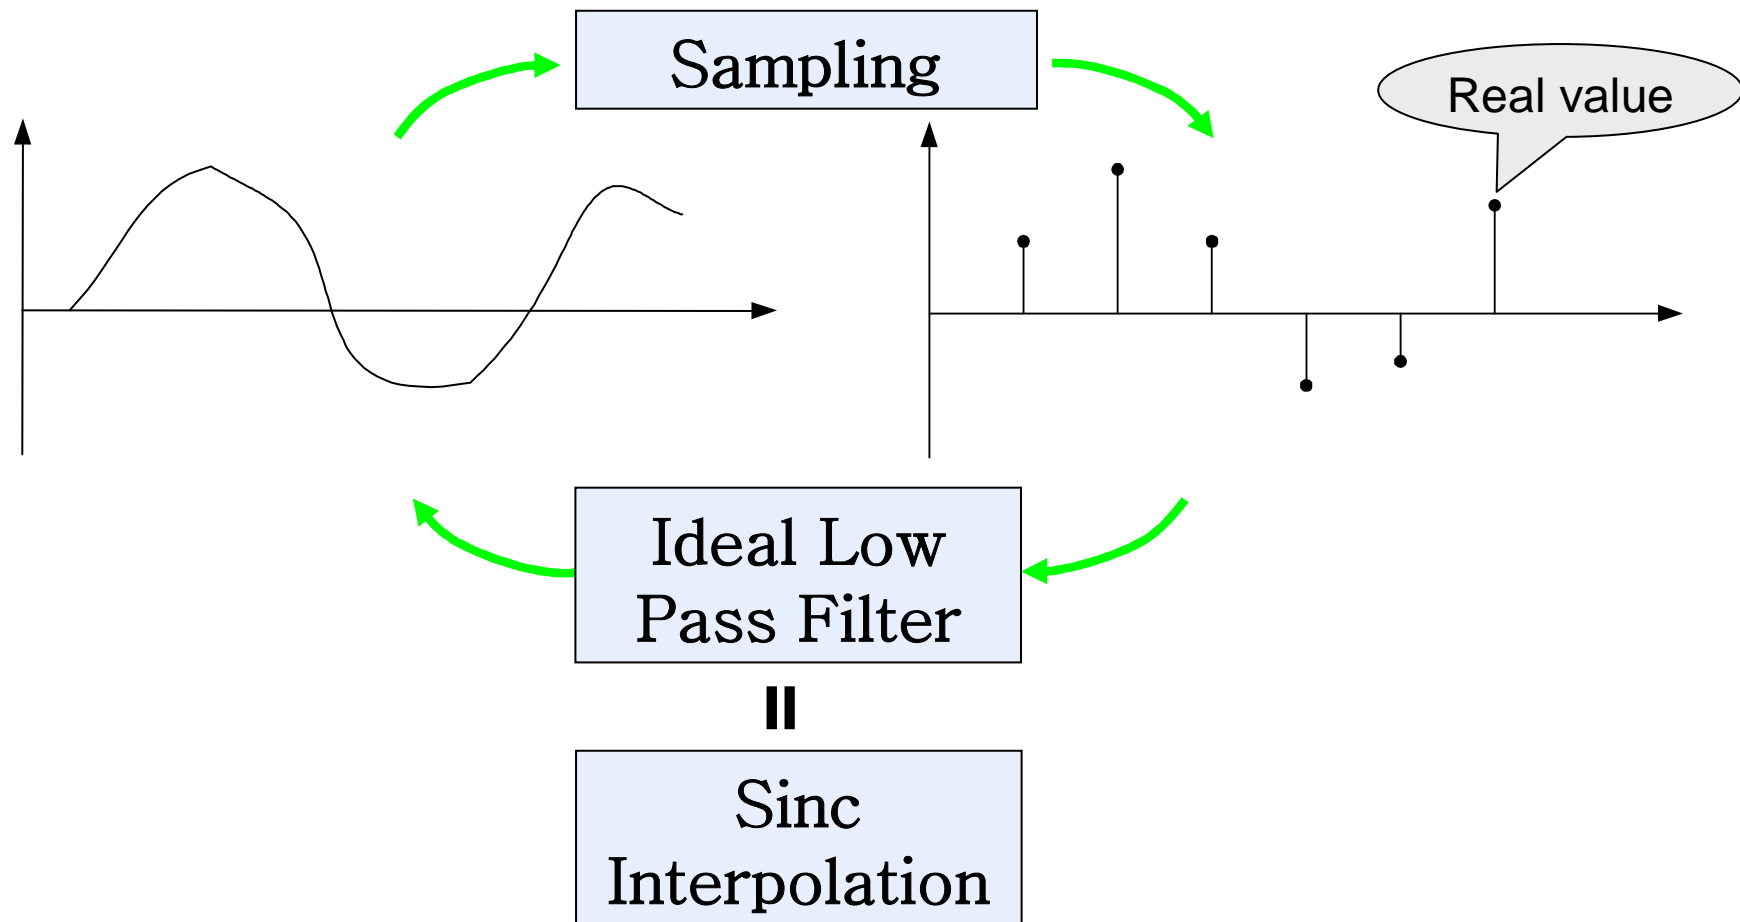 Sampling
Real value
Ideal Low
Pass Filter
=
Sinc
Interpolation